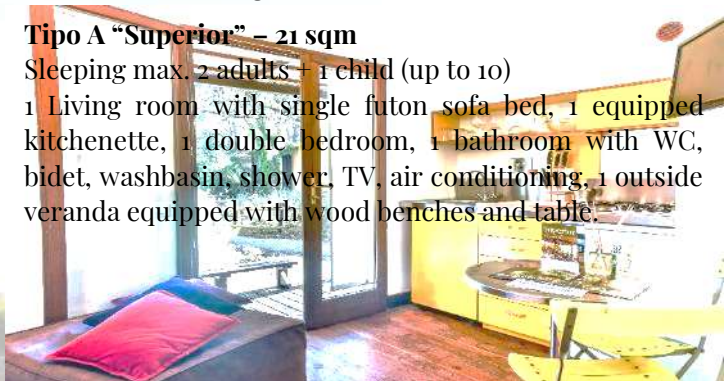 Tipo A “Superior” – 21 sqm
Sleeping max. 2 adults + 1 child (up to 10)
1 Living room with single futon sofa bed, 1 equipped
kitchenette, 1 double bedroom, 1 bathroom with WC,
bidet, washbasin, shower, TV, air conditioning, 1 outside
veranda equipped with wood benches and table.